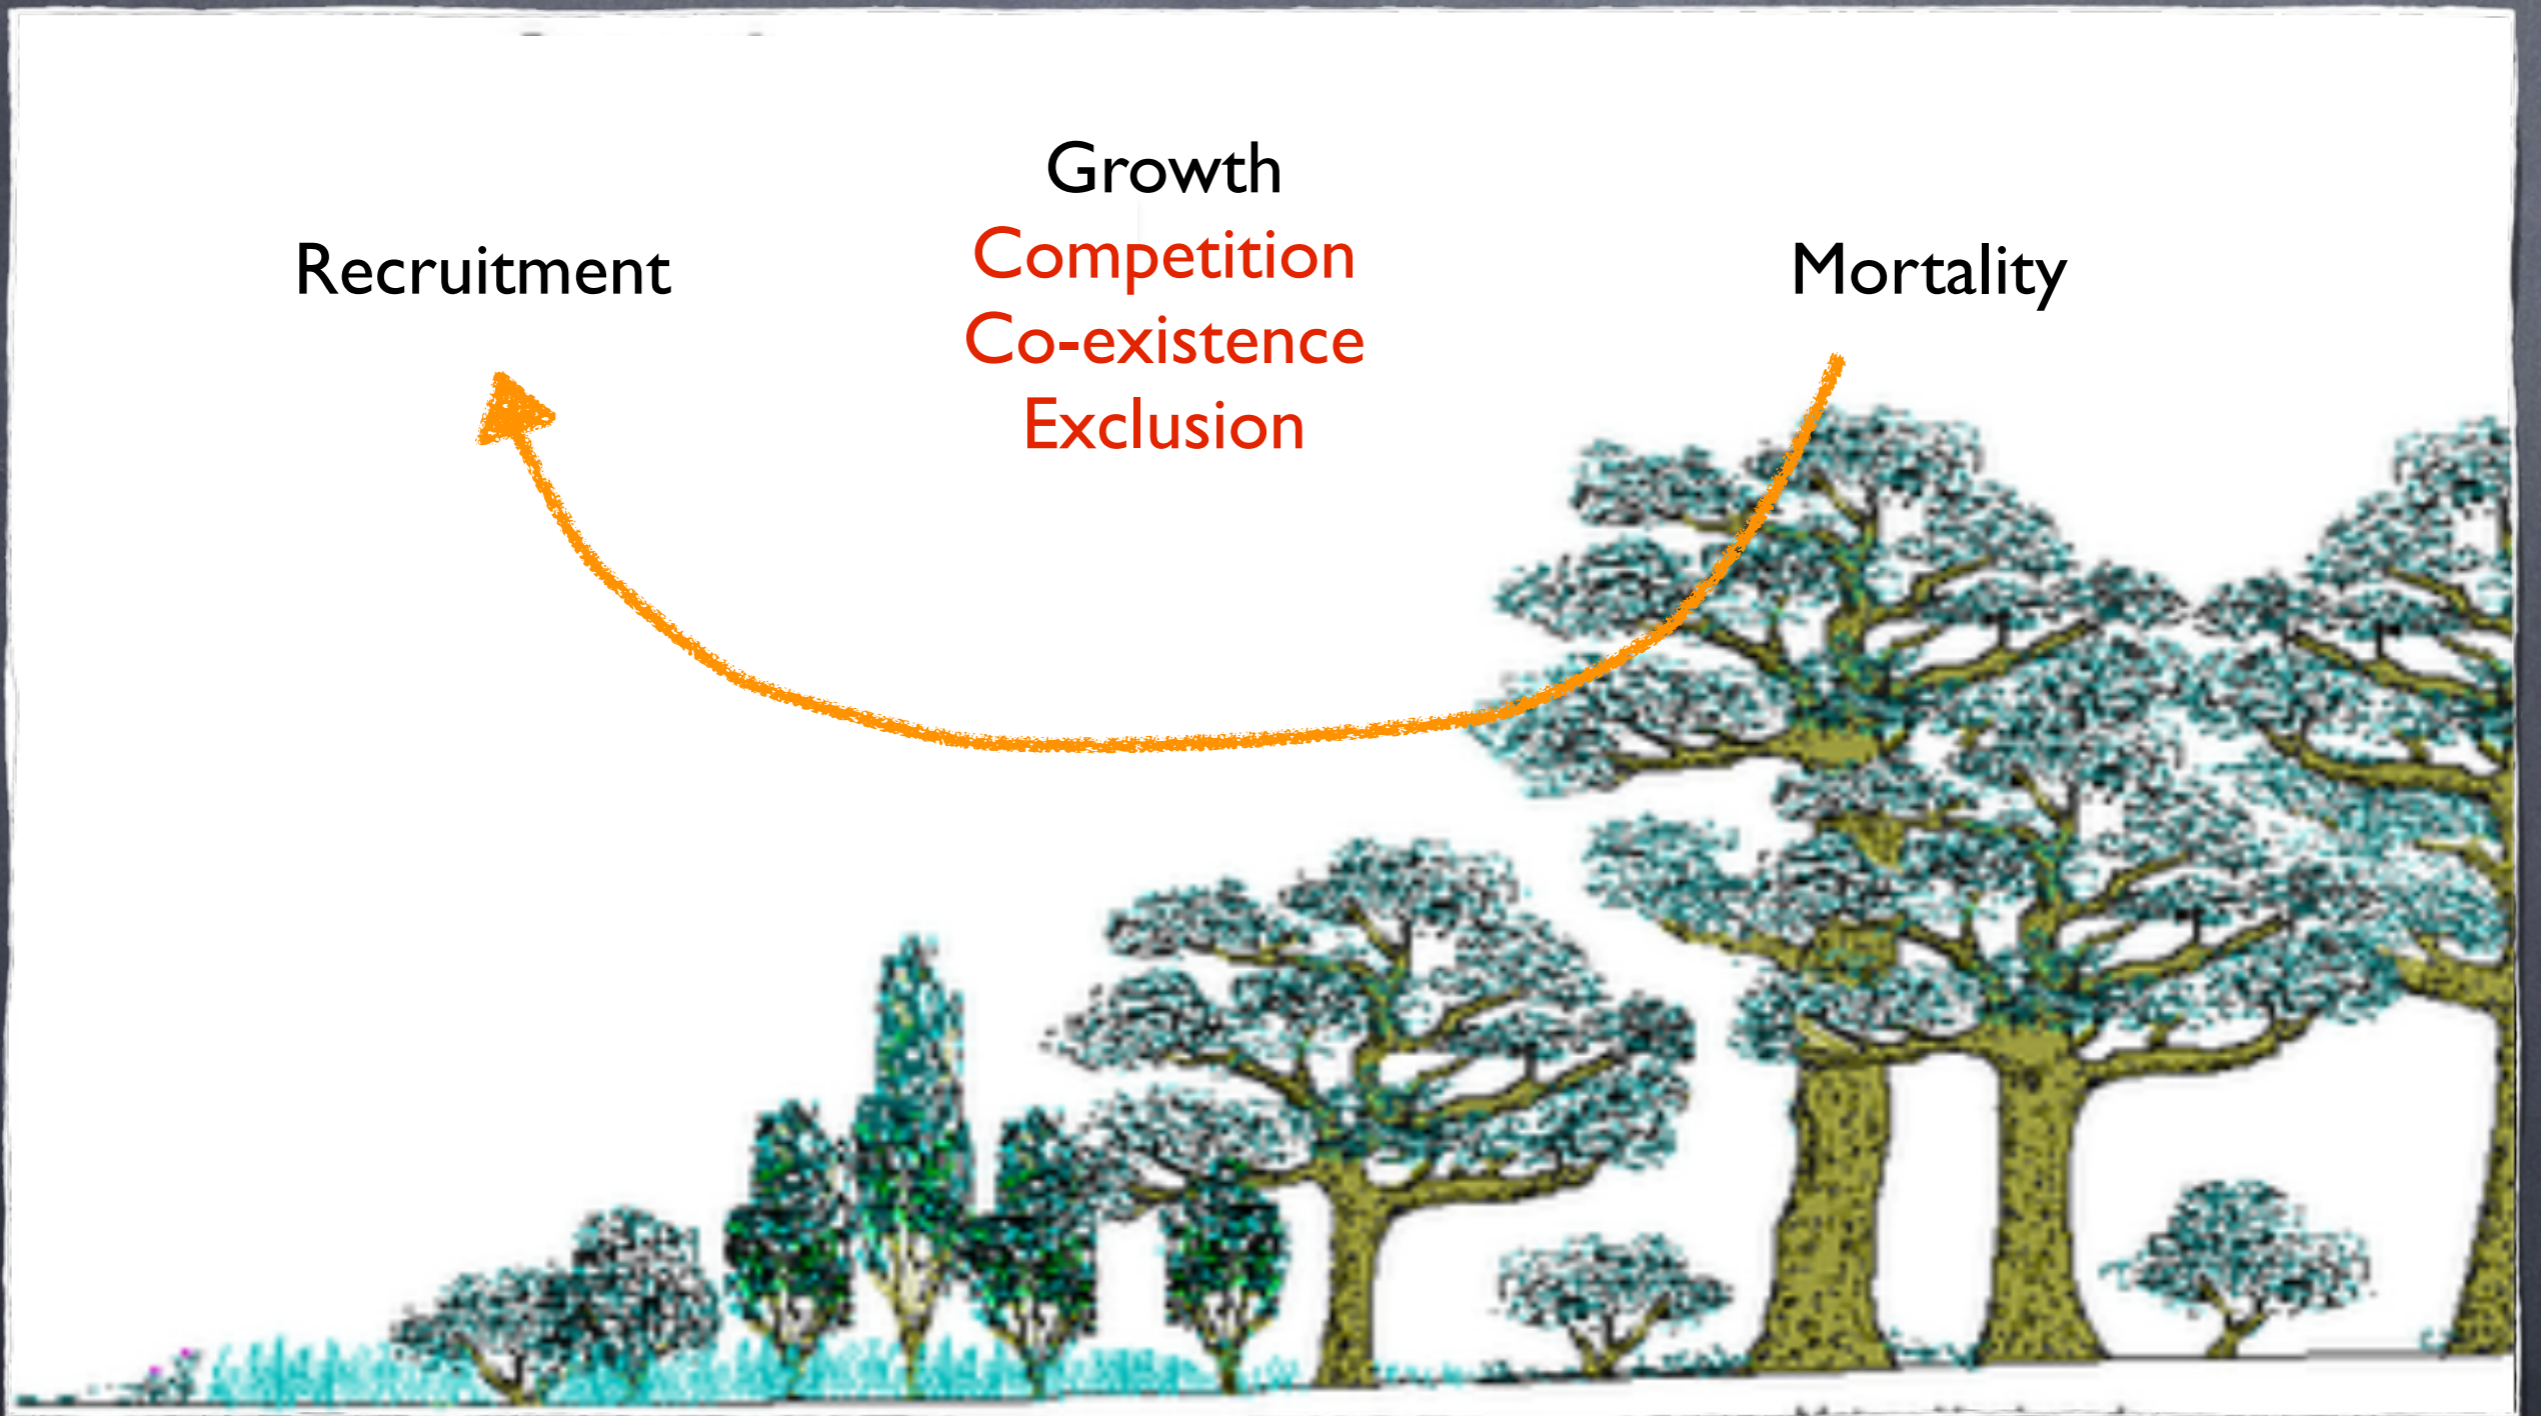 Recruitment
Growth
Competition
Co-existence
Exclusion
Mortality